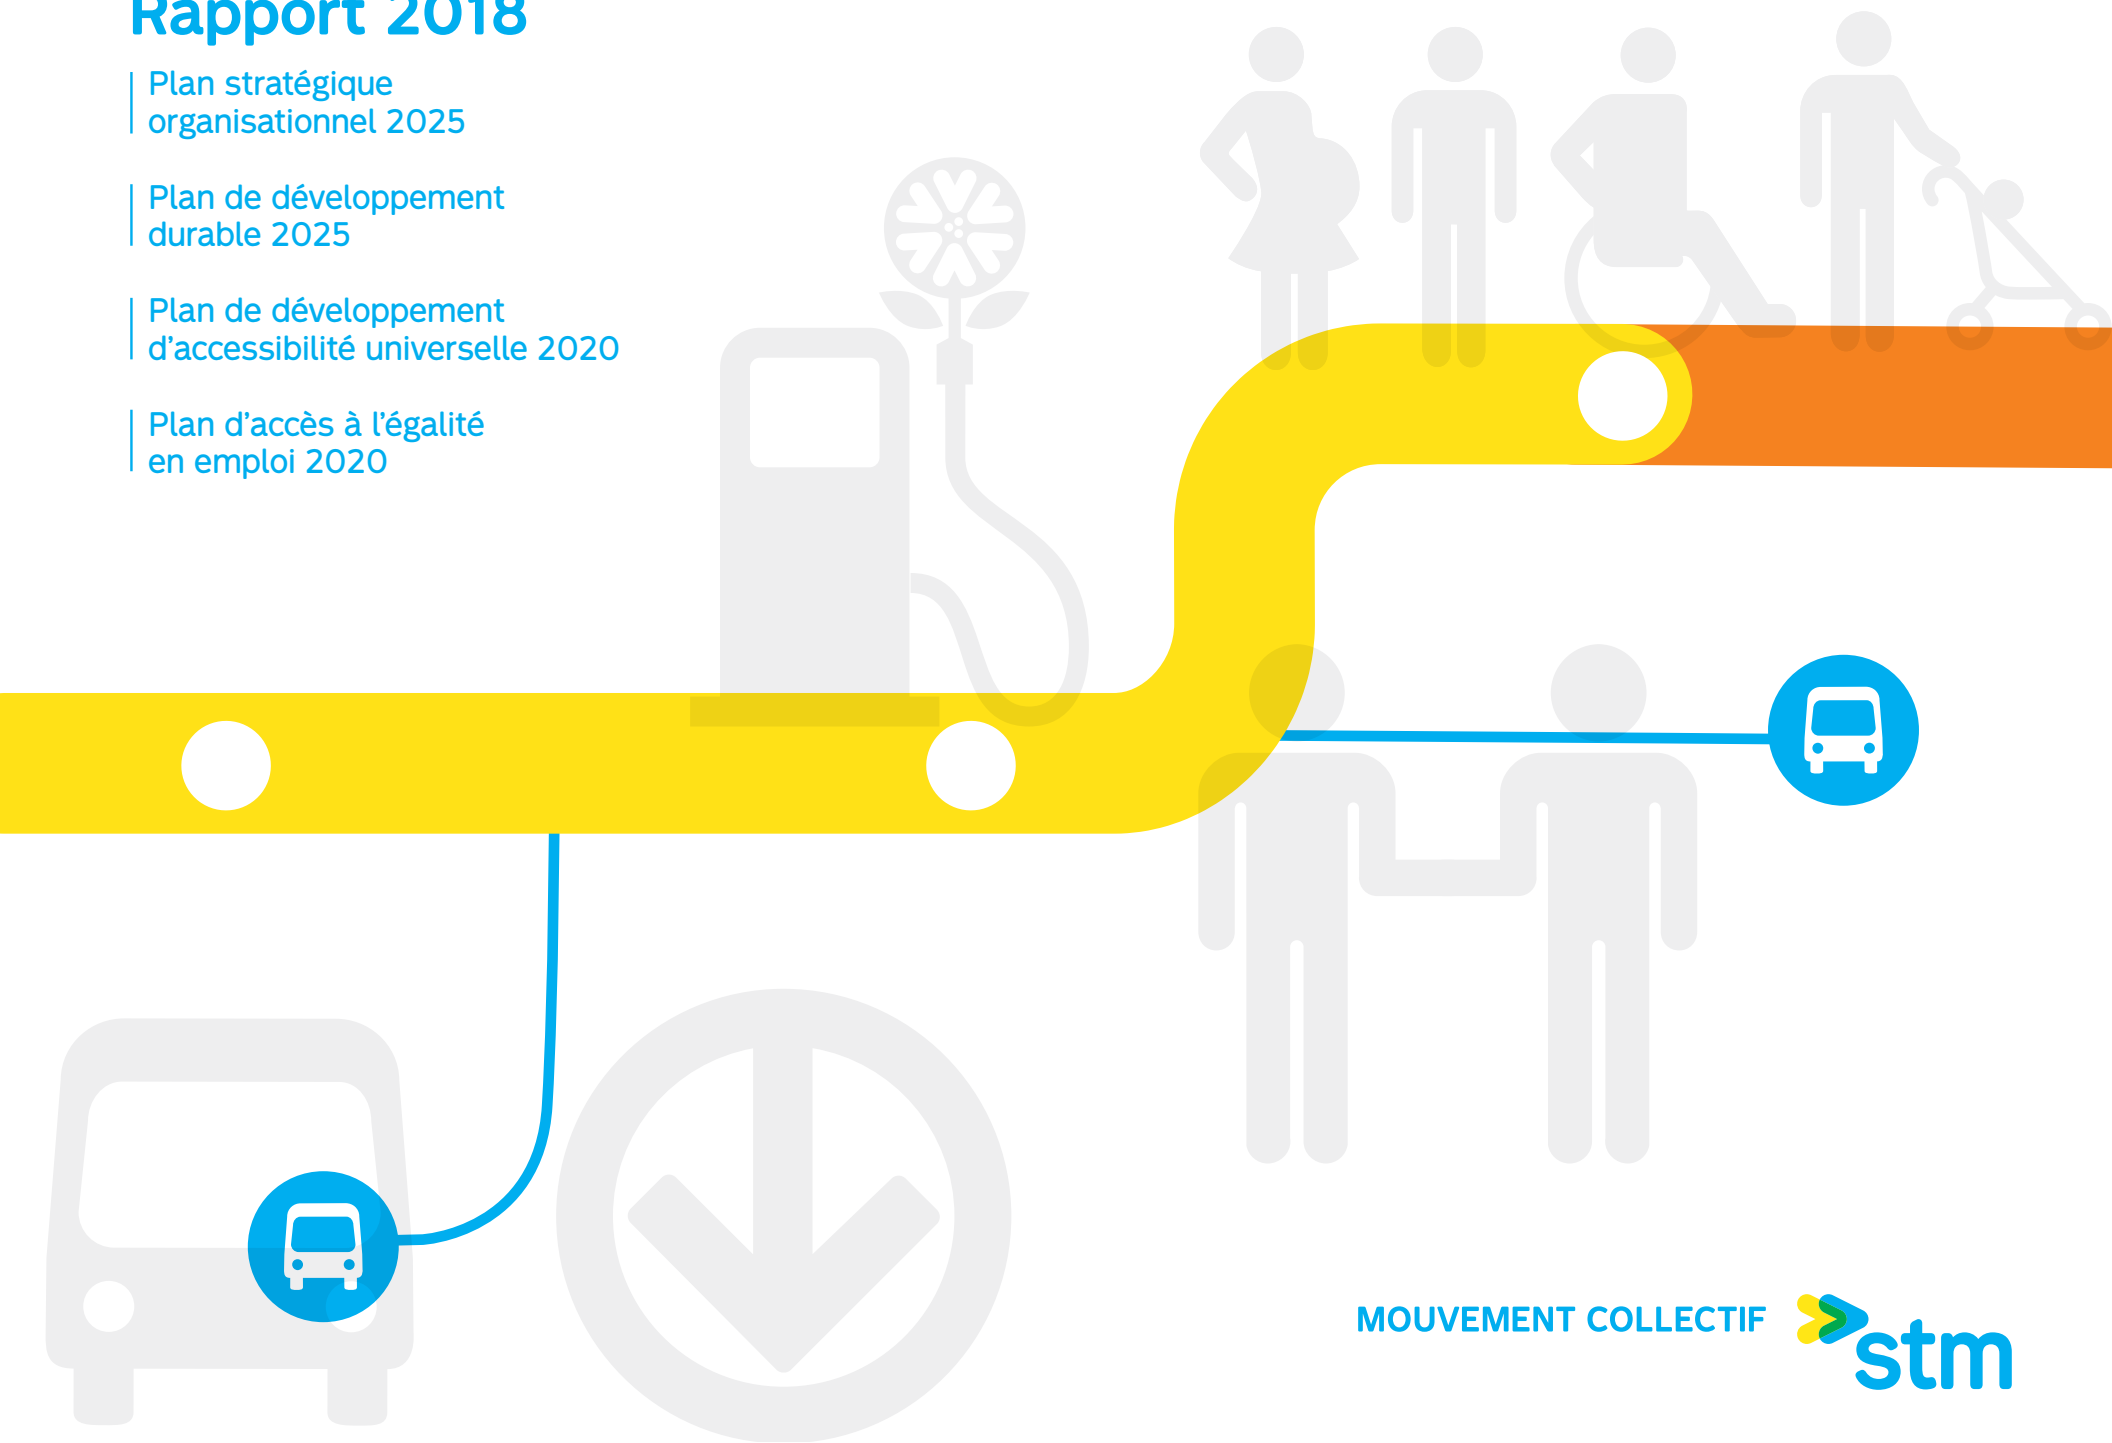 Rapport 2018
Plan stratégique
organisationnel 2025
Plan de développement
durable 2025
Plan de développement
d'accessibilité universelle 2020
Plan d'accès à l'égalité
en emploi 2020
MOUVEMENT COLLECTIF
stm